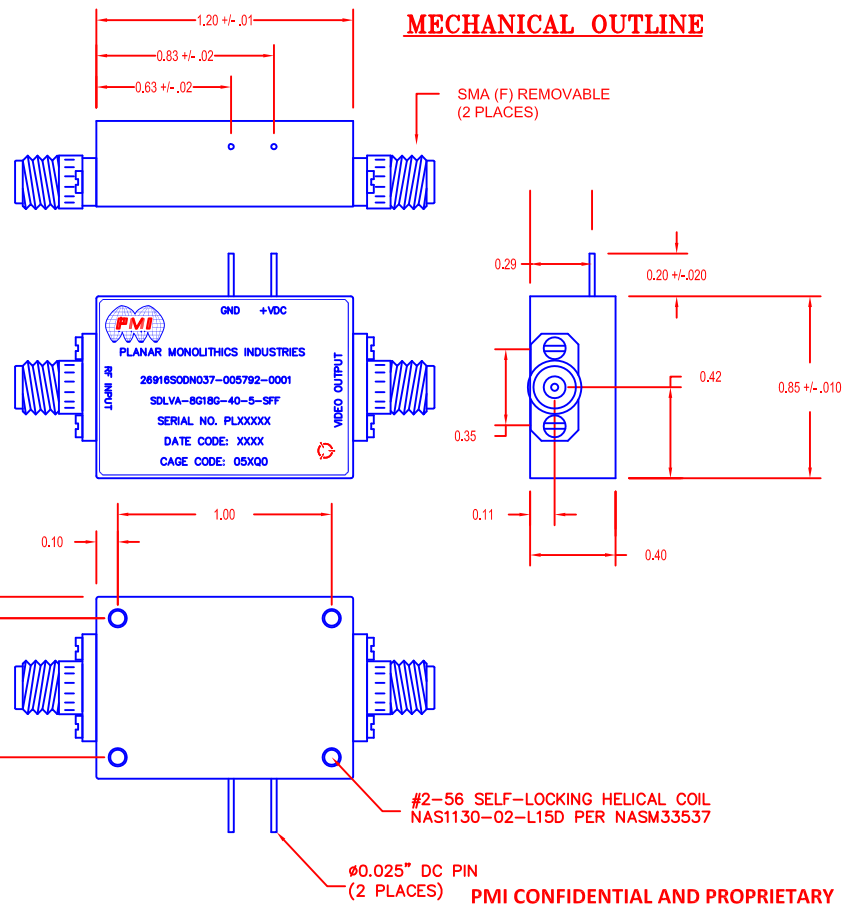 MECHANICAL OUTLINE
1.20 +/- .01
0.83 +/- .02
0.63 +/- .02
SMA (F) REMOVABLE
(2 PLACES)
0.29
0.20 +/-.020
GND +VDC
PMI
PLANAR MONOLITHICS INDUSTRIES
RF INPUT
26916SODN037-005792-0001
SDLVA-8G18G-40-5-SFF
SERIAL NO. PLXXXXX
DATE CODE: XXXX
CAGE CODE: 05XQ0
VIDEO OUTPUT
0.42
0.85 +/-.010
0.35
0.11
0.40
1.00
0.10
#2-56 SELF-LOCKING HELICAL COIL
NAS1130-02-L15D PER NASM33537
ø0.025" DC PIN
(2 PLACES)
PMI CONFIDENTIAL AND PROPRIETARY